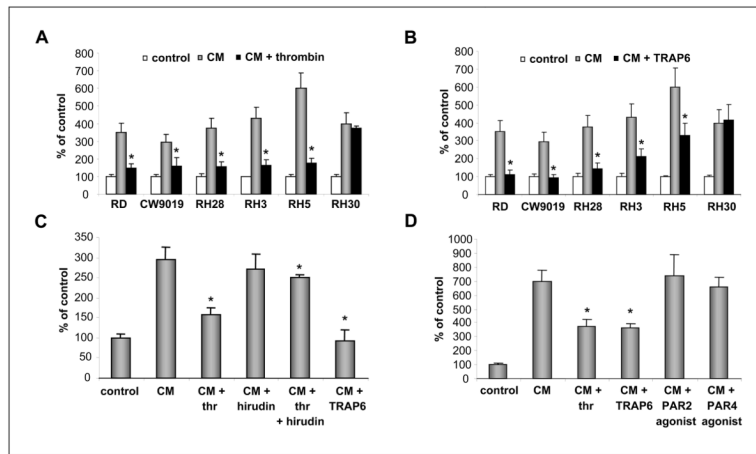 A
control CM CM + thrombin
% of control
800
700
600
500
400
300
200
100
0
* * * * *
RD CW9019 RH28 RH3 RH5 RH30
B
control CM CM + TRAP6
% of control
800
700
600
500
400
300
200
100
0
* * * * *
RD CW9019 RH28 RH3 RH5 RH30
C
% of control
350
300
250
200
150
100
50
0
* * *
control CM CM + CM + CM + CM +
thr hirudin thr TRAP6
+ hirudin
D
% of control
1000
900
800
700
600
500
400
300
200
100
0
* *
control CM CM + CM + CM + CM +
thr TRAP6 PAR2 PAR4
agonist agonist